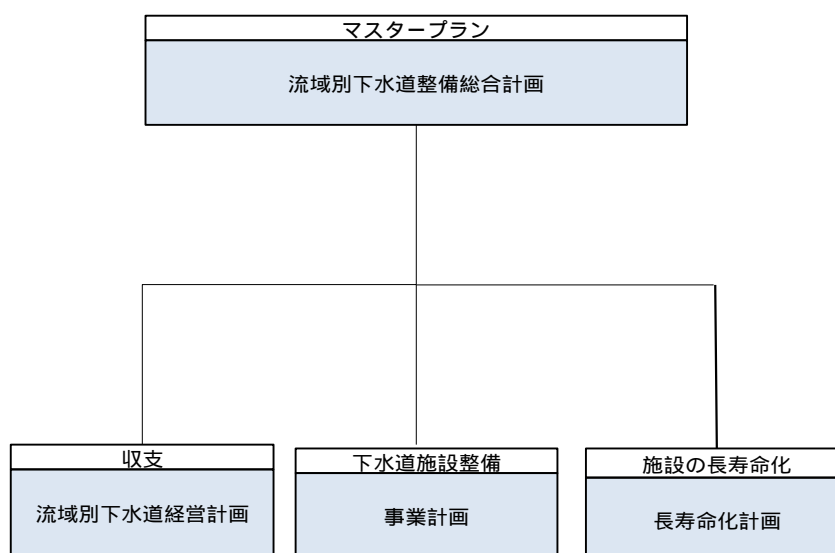 マスタープラン
流域別下水道整備総合計画
収支
流域別下水道経営計画
下水道施設整備
事業計画
施設の長寿命化
長寿命化計画